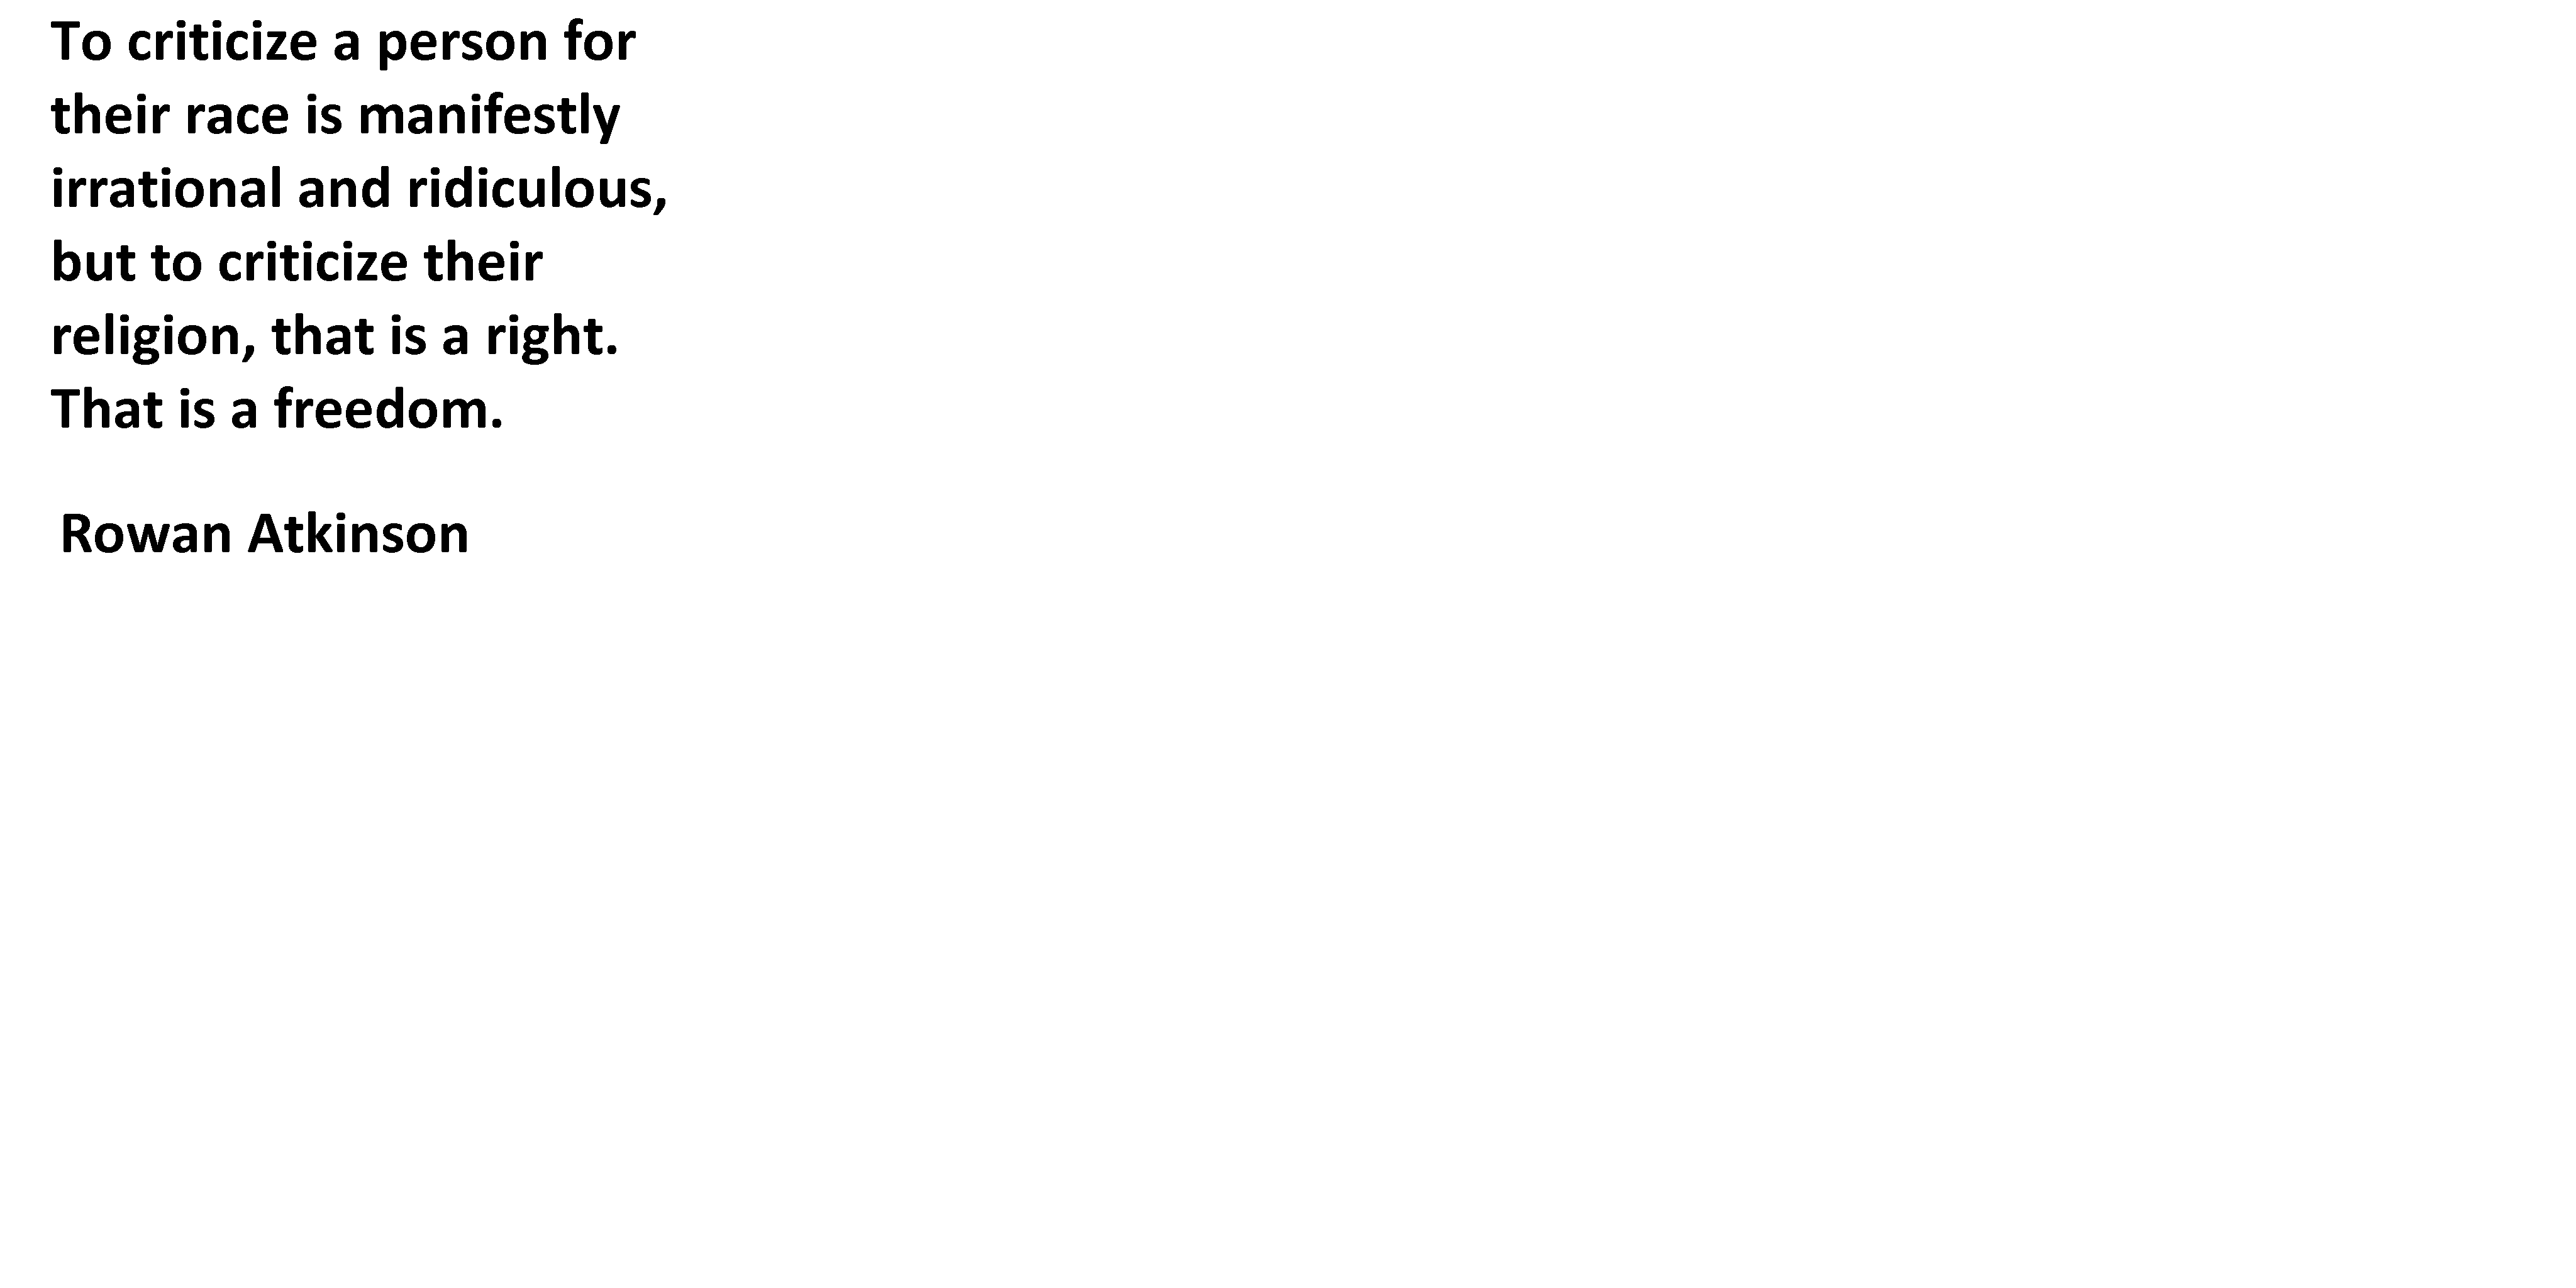 To criticize a person for
their race is manifestly
irrational and ridiculous,
but to criticize their
religion, that is a right.
That is a freedom.
Rowan Atkinson